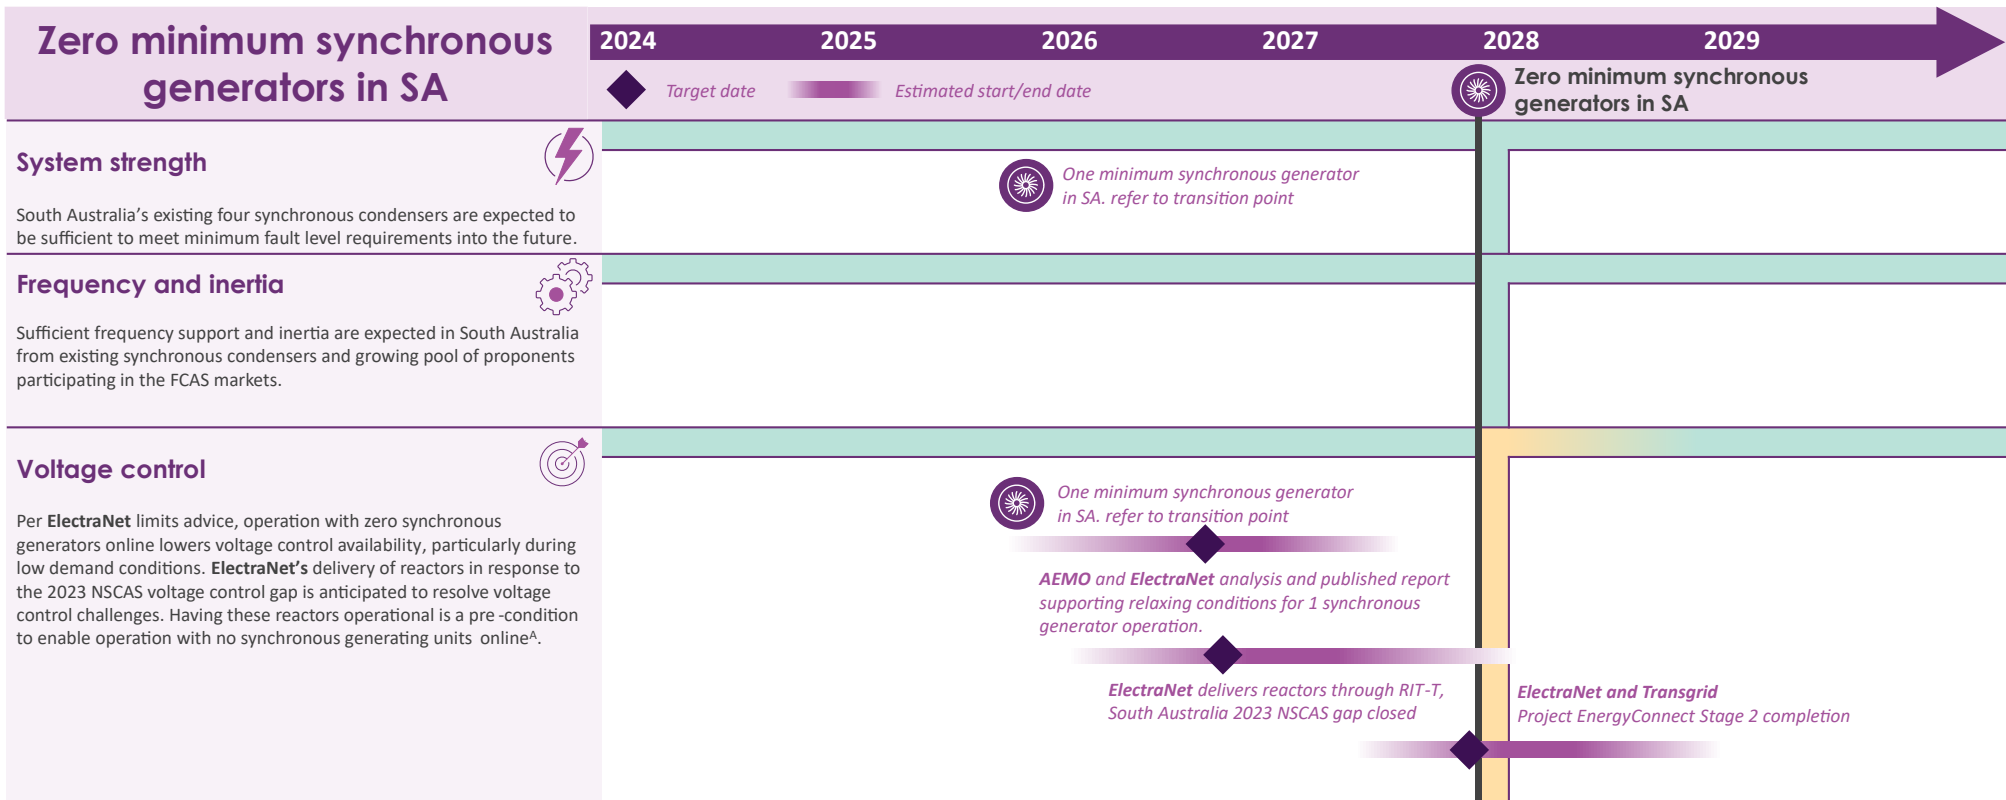 Zero minimum synchronous
generators in SA
2024 2025 2026 2027 2028 2029
Target date
Estimated start/end date
Zero minimum synchronous
generators in SA
System strength
South Australia's existing four synchronous condensers are expected to
be sufficient to meet minimum fault level requirements into the future.
One minimum synchronous generator
in SA. refer to transition point
Frequency and inertia
Sufficient frequency support and inertia are expected in South Australia
from existing synchronous condensers and growing pool of proponents
participating in the FCAS markets.
Voltage control
Per ElectraNet limits advice, operation with zero synchronous
generators online lowers voltage control availability, particularly during
low demand conditions. ElectraNet's delivery of reactors in response to
the 2023 NSCAS voltage control gap is anticipated to resolve voltage
control challenges. Having these reactors operational is a pre -condition
to enable operation with no synchronous generating units online^A.
One minimum synchronous generator
in SA. refer to transition point
AEMO and ElectraNet analysis and published report
supporting relaxing conditions for 1 synchronous
generator operation.
ElectraNet delivers reactors through RIT-T,
South Australia 2023 NSCAS gap closed
ElectraNet and Transgrid
Project EnergyConnect Stage 2 completion